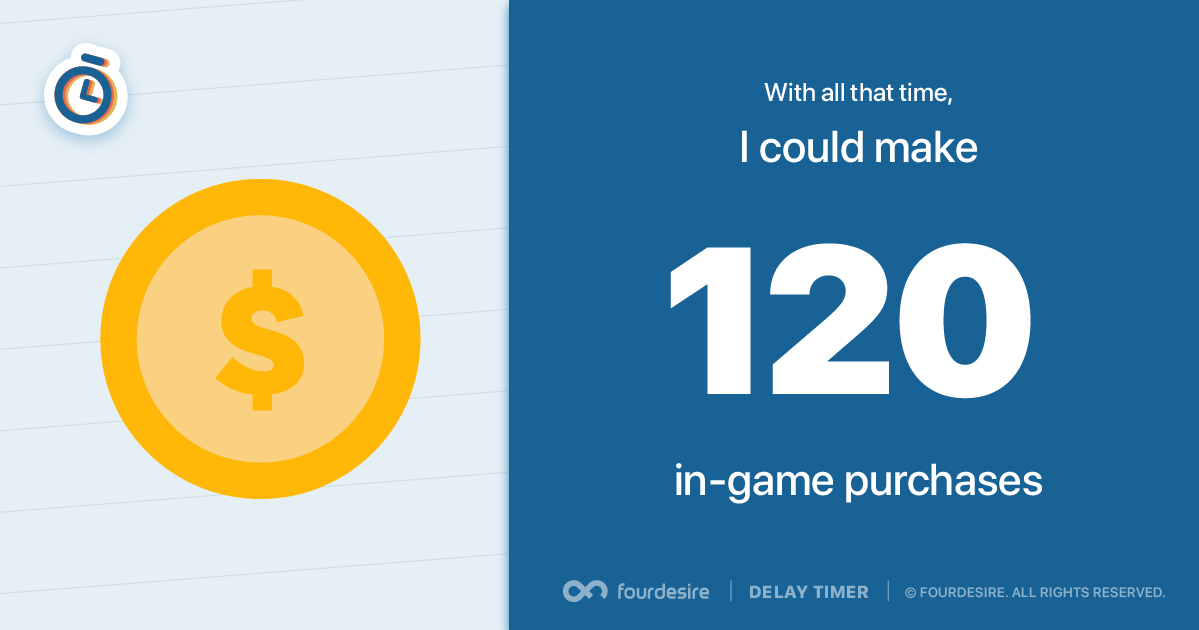 With all that time,
I could make
120
in-game purchases
$
fourdesire | DELAY TIMER | © FOURDESIRE. ALL RIGHTS RESERVED.